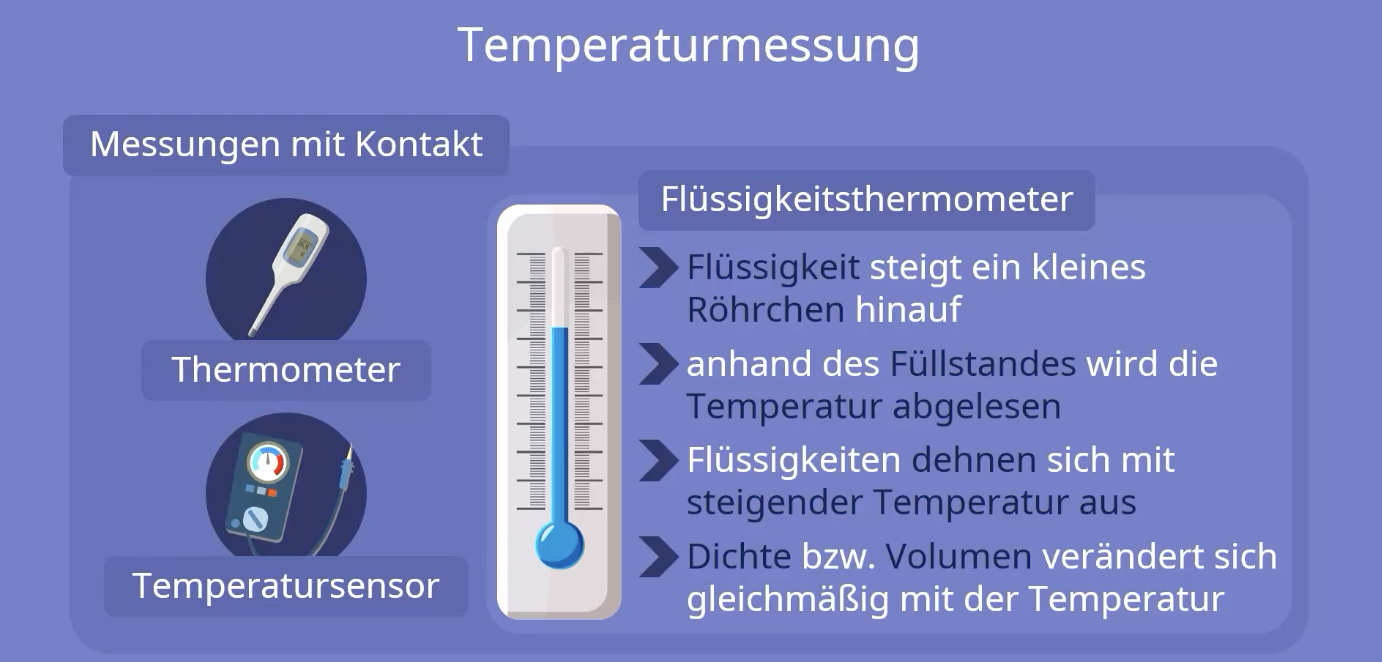 Temperaturmessung
Messungen mit Kontakt
Thermometer
Temperatursensor
Flüssigkeitsthermometer
Flüssigkeit steigt ein kleines
Röhrchen hinauf
anhand des Füllstandes wird die
Temperatur abgelesen
Flüssigkeiten dehnen sich mit
steigender Temperatur aus
Dichte bzw. Volumen verändert sich
gleichmäßig mit der Temperatur